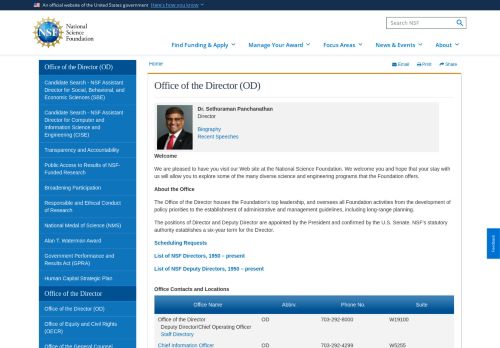 An official website of the United States government Here's how you know
National Science Foundation
Search NSF
Find Funding & Apply
Manage Your Award
Focus Areas
News & Events
About
Office of the Director (OD)
Candidate Search - NSF Assistant
Director for Social, Behavioral, and
Economic Sciences (SBE)
Candidate Search - NSF Assistant
Director for Computer and
Information Science and
Engineering (CISE)
Transparency and Accountability
Public Access to Results of NSF-
Funded Research
Broadening Participation
Responsible and Ethical Conduct
of Research
National Medal of Science (NMS)
Alan T. Waterman Award
Government Performance and
Results Act (GPRA)
Human Capital Strategic Plan
Office of the Director
Office of the Director (OD)
Office of Equity and Civil Rights
(OECR)
Office of the General Counsel
Home
Email
Print
Share
Office of the Director (OD)
Dr. Sethuraman Panchanathan
Director
Biography
Recent Speeches
Welcome
We are pleased to have you visit our Web site at the National Science Foundation. We welcome you and hope that your stay with
us will allow you to explore some of the many diverse science and engineering programs that the Foundation offers.
About the Office
The Office of the Director houses the Foundation's top leadership, and oversees all Foundation activities from the development of
policy priorities to the establishment of administrative and management guidelines, including long-range planning.
The positions of Director and Deputy Director are appointed by the President and confirmed by the U.S. Senate. NSF's statutory
authority establishes a six-year term for the Director.
Scheduling Requests
List of NSF Directors, 1950 – present
List of NSF Deputy Directors, 1950 – present
Office Contacts and Locations
Office Name Abbrv. Phone No. Suite
Office of the Director OD 703-292-8000 W19100
Deputy Director/Chief Operating Officer
Staff Directory
Chief Information Officer OD 703-292-4299 W5255
Feedback